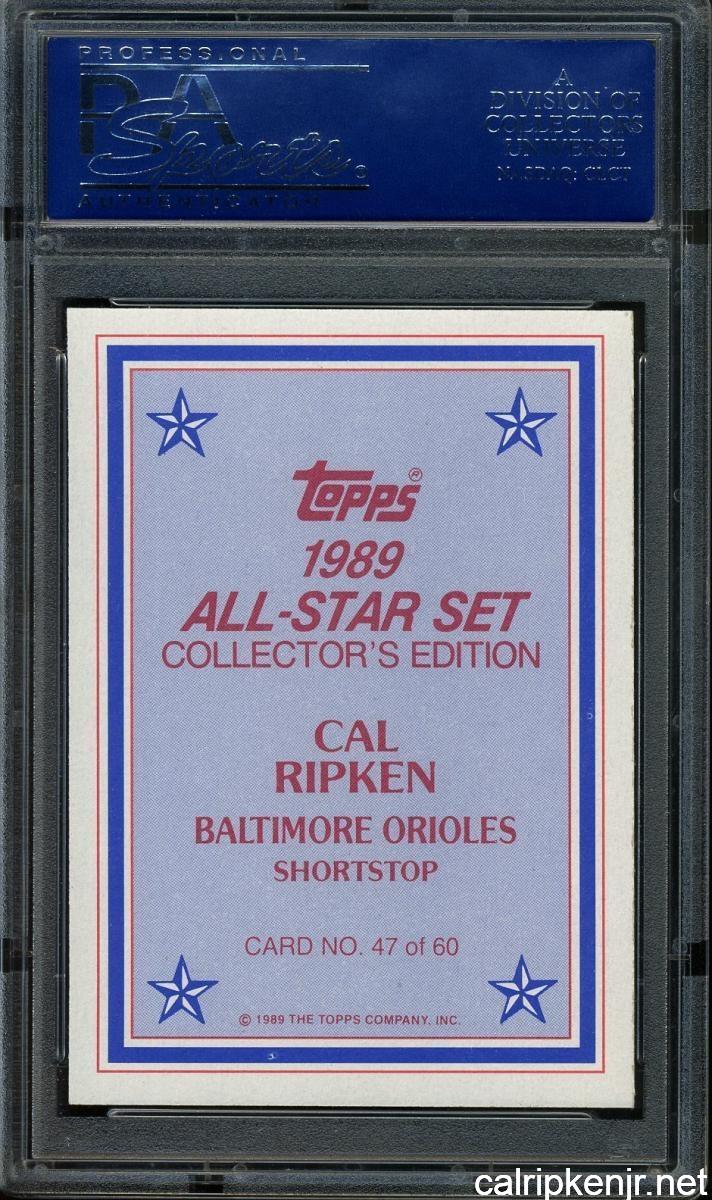 PROFESSIONAL
PSA
Sports®
AUTHENTICATOR
A
DIVISION OF
COLLECTORS
UNIVERSE
NASDAQ: CLCT
TOPPS®
1989
ALL-STAR SET
COLLECTOR'S EDITION
CAL
RIPKEN
BALTIMORE ORIOLES
SHORTSTOP
CARD NO. 47 of 60
© 1989 THE TOPPS COMPANY, INC.
calripkenjr.net